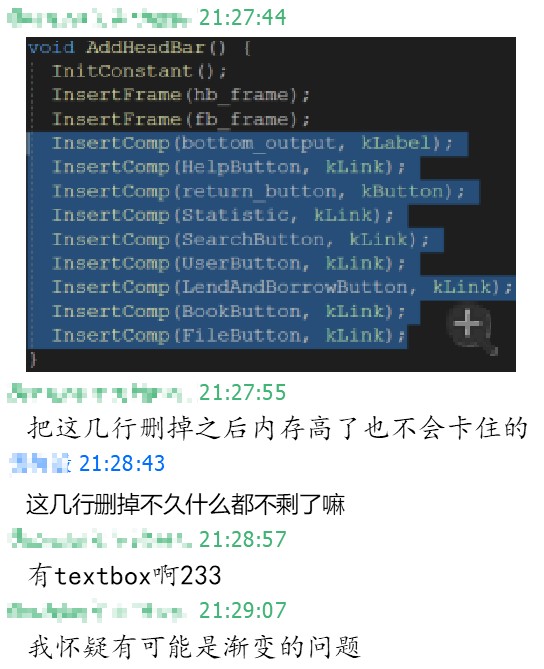 21:27:44
void AddHeadBar() {
InitConstant();
InsertFrame(hb_frame);
InsertFrame(fb_frame);
InsertComp(bottom_output, kLabel);
InsertComp(HelpButton, kLink);
InsertComp(return_button, kButton);
InsertComp(Statistic, kLink);
InsertComp(SearchButton, kLink);
InsertComp(UserButton, kLink);
InsertComp(LendAndBorrowButton, kLink);
InsertComp(BookButton, kLink);
InsertComp(FileButton, kLink);
}
21:27:55
把这几行删掉之后内存高了也不会卡住的
21:28:43
这几行删掉不久什么都不剩了嘛
21:28:57
有textbox啊233
21:29:07
我怀疑有可能是渐变的问题